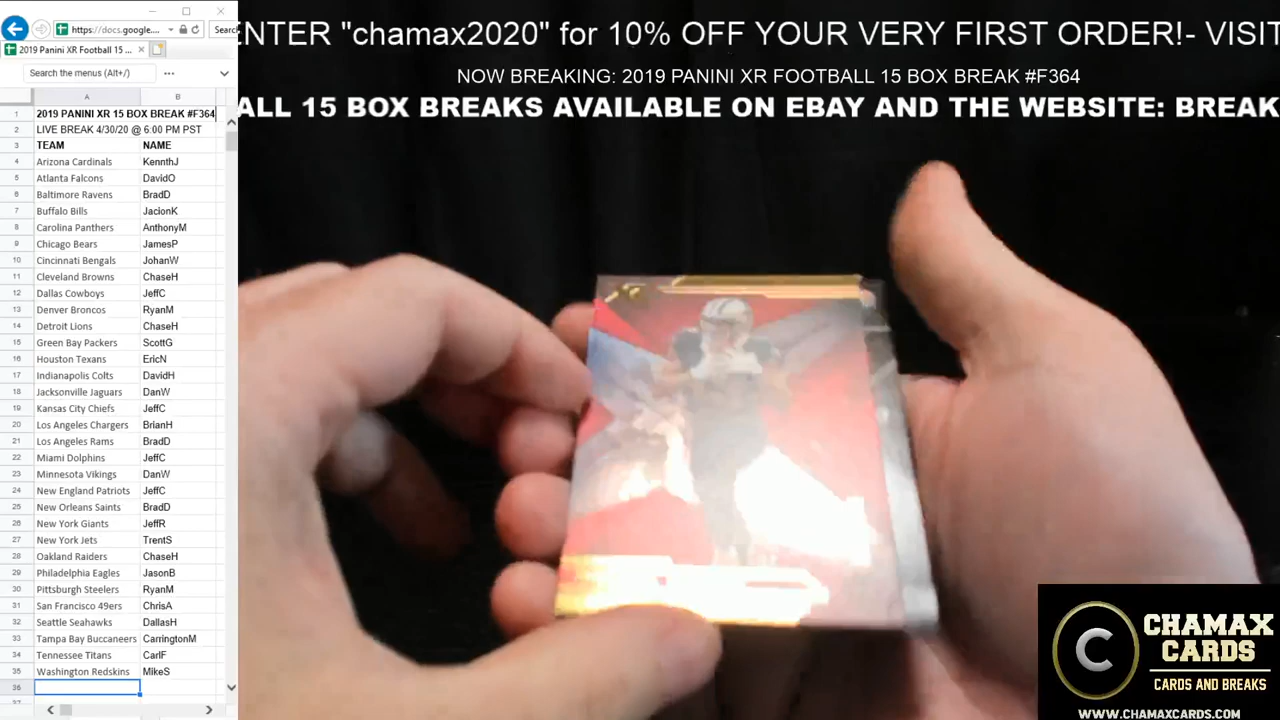 https://docs.google....
Searc
2019 Panini XR Football 15 ...
Search the menus (Alt+/)
A B
1 2019 PANINI XR 15 BOX BREAK #F364
2 LIVE BREAK 4/30/20 @ 6:00 PM PST
3 TEAM NAME
4 Arizona Cardinals KennthJ
5 Atlanta Falcons DavidO
6 Baltimore Ravens BradD
7 Buffalo Bills JacionK
8 Carolina Panthers AnthonyM
9 Chicago Bears JamesP
10 Cincinnati Bengals JohanW
11 Cleveland Browns ChaseH
12 Dallas Cowboys JeffC
13 Denver Broncos RyanM
14 Detroit Lions ChaseH
15 Green Bay Packers ScottG
16 Houston Texans EricN
17 Indianapolis Colts DavidH
18 Jacksonville Jaguars DanW
19 Kansas City Chiefs JeffC
20 Los Angeles Chargers BrianH
21 Los Angeles Rams BradD
22 Miami Dolphins JeffC
23 Minnesota Vikings DanW
24 New England Patriots JeffC
25 New Orleans Saints BradD
26 New York Giants JeffR
27 New York Jets TrentS
28 Oakland Raiders ChaseH
29 Philadelphia Eagles JasonB
30 Pittsburgh Steelers RyanM
31 San Francisco 49ers ChrisA
32 Seattle Seahawks DallasH
33 Tampa Bay Buccaneers CarringtonM
34 Tennessee Titans CarlF
35 Washington Redskins MikeS
36
ENTER "chamax2020" for 10% OFF YOUR VERY FIRST ORDER!- VISIT
NOW BREAKING: 2019 PANINI XR FOOTBALL 15 BOX BREAK #F364
ALL 15 BOX BREAKS AVAILABLE ON EBAY AND THE WEBSITE: BREAK
XR
C
CHAMAX
CARDS
CARDS AND BREAKS
WWW.CHAMAXCARDS.COM